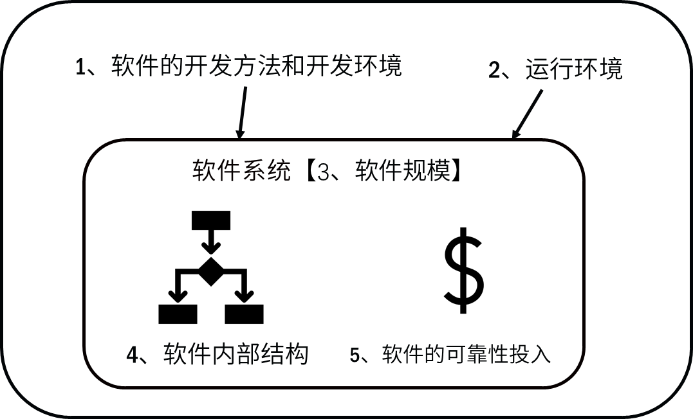 1、软件的开发方法和开发环境
2、运行环境
软件系统【3、软件规模】
$
4、软件内部结构
5、软件的可靠性投入